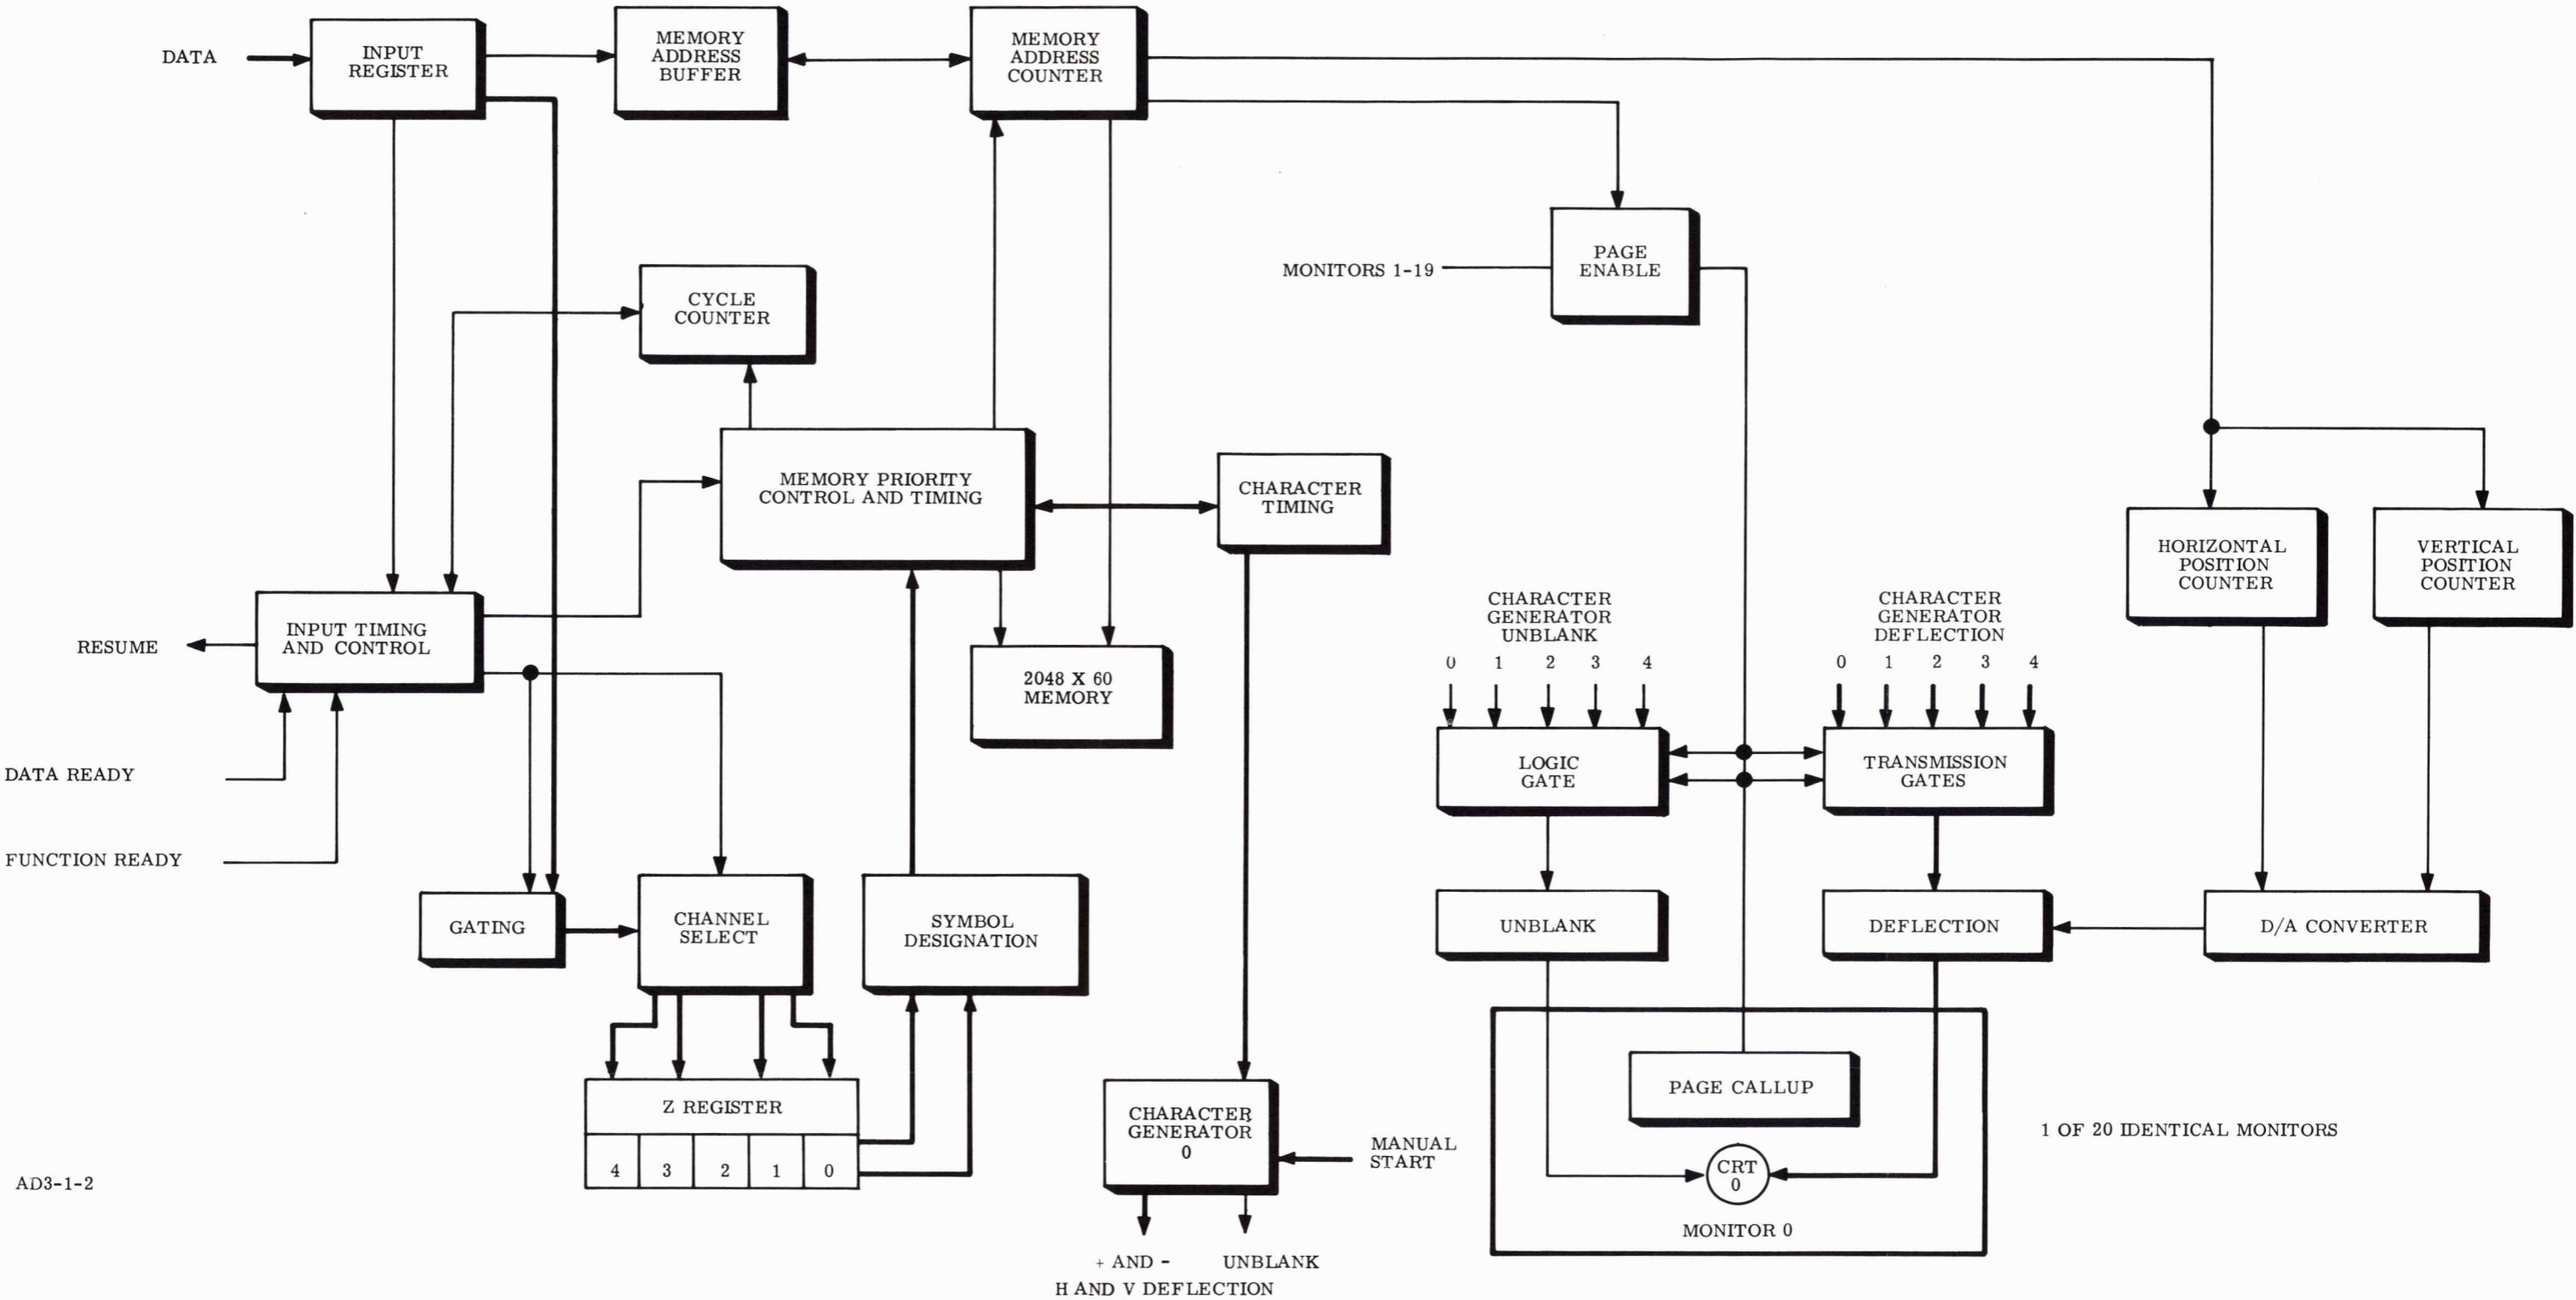 DATA
INPUT
REGISTER
MEMORY
ADDRESS
BUFFER
MEMORY
ADDRESS
COUNTER
PAGE
ENABLE
MONITORS 1-19
CYCLE
COUNTER
MEMORY PRIORITY
CONTROL AND TIMING
CHARACTER
TIMING
HORIZONTAL
POSITION
COUNTER
VERTICAL
POSITION
COUNTER
INPUT TIMING
AND CONTROL
RESUME
2048 X 60
MEMORY
CHARACTER
GENERATOR
UNBLANK
0 1 2 3 4
CHARACTER
GENERATOR
DEFLECTION
0 1 2 3 4
LOGIC
GATE
TRANSMISSION
GATES
DATA READY
FUNCTION READY
GATING
CHANNEL
SELECT
SYMBOL
DESIGNATION
UNBLANK
DEFLECTION
D/A CONVERTER
Z REGISTER
4 3 2 1 0
CHARACTER
GENERATOR
0
MANUAL
START
PAGE CALLUP
CRT
0
MONITOR 0
1 OF 20 IDENTICAL MONITORS
AD3-1-2
+ AND -
H AND V DEFLECTION
UNBLANK